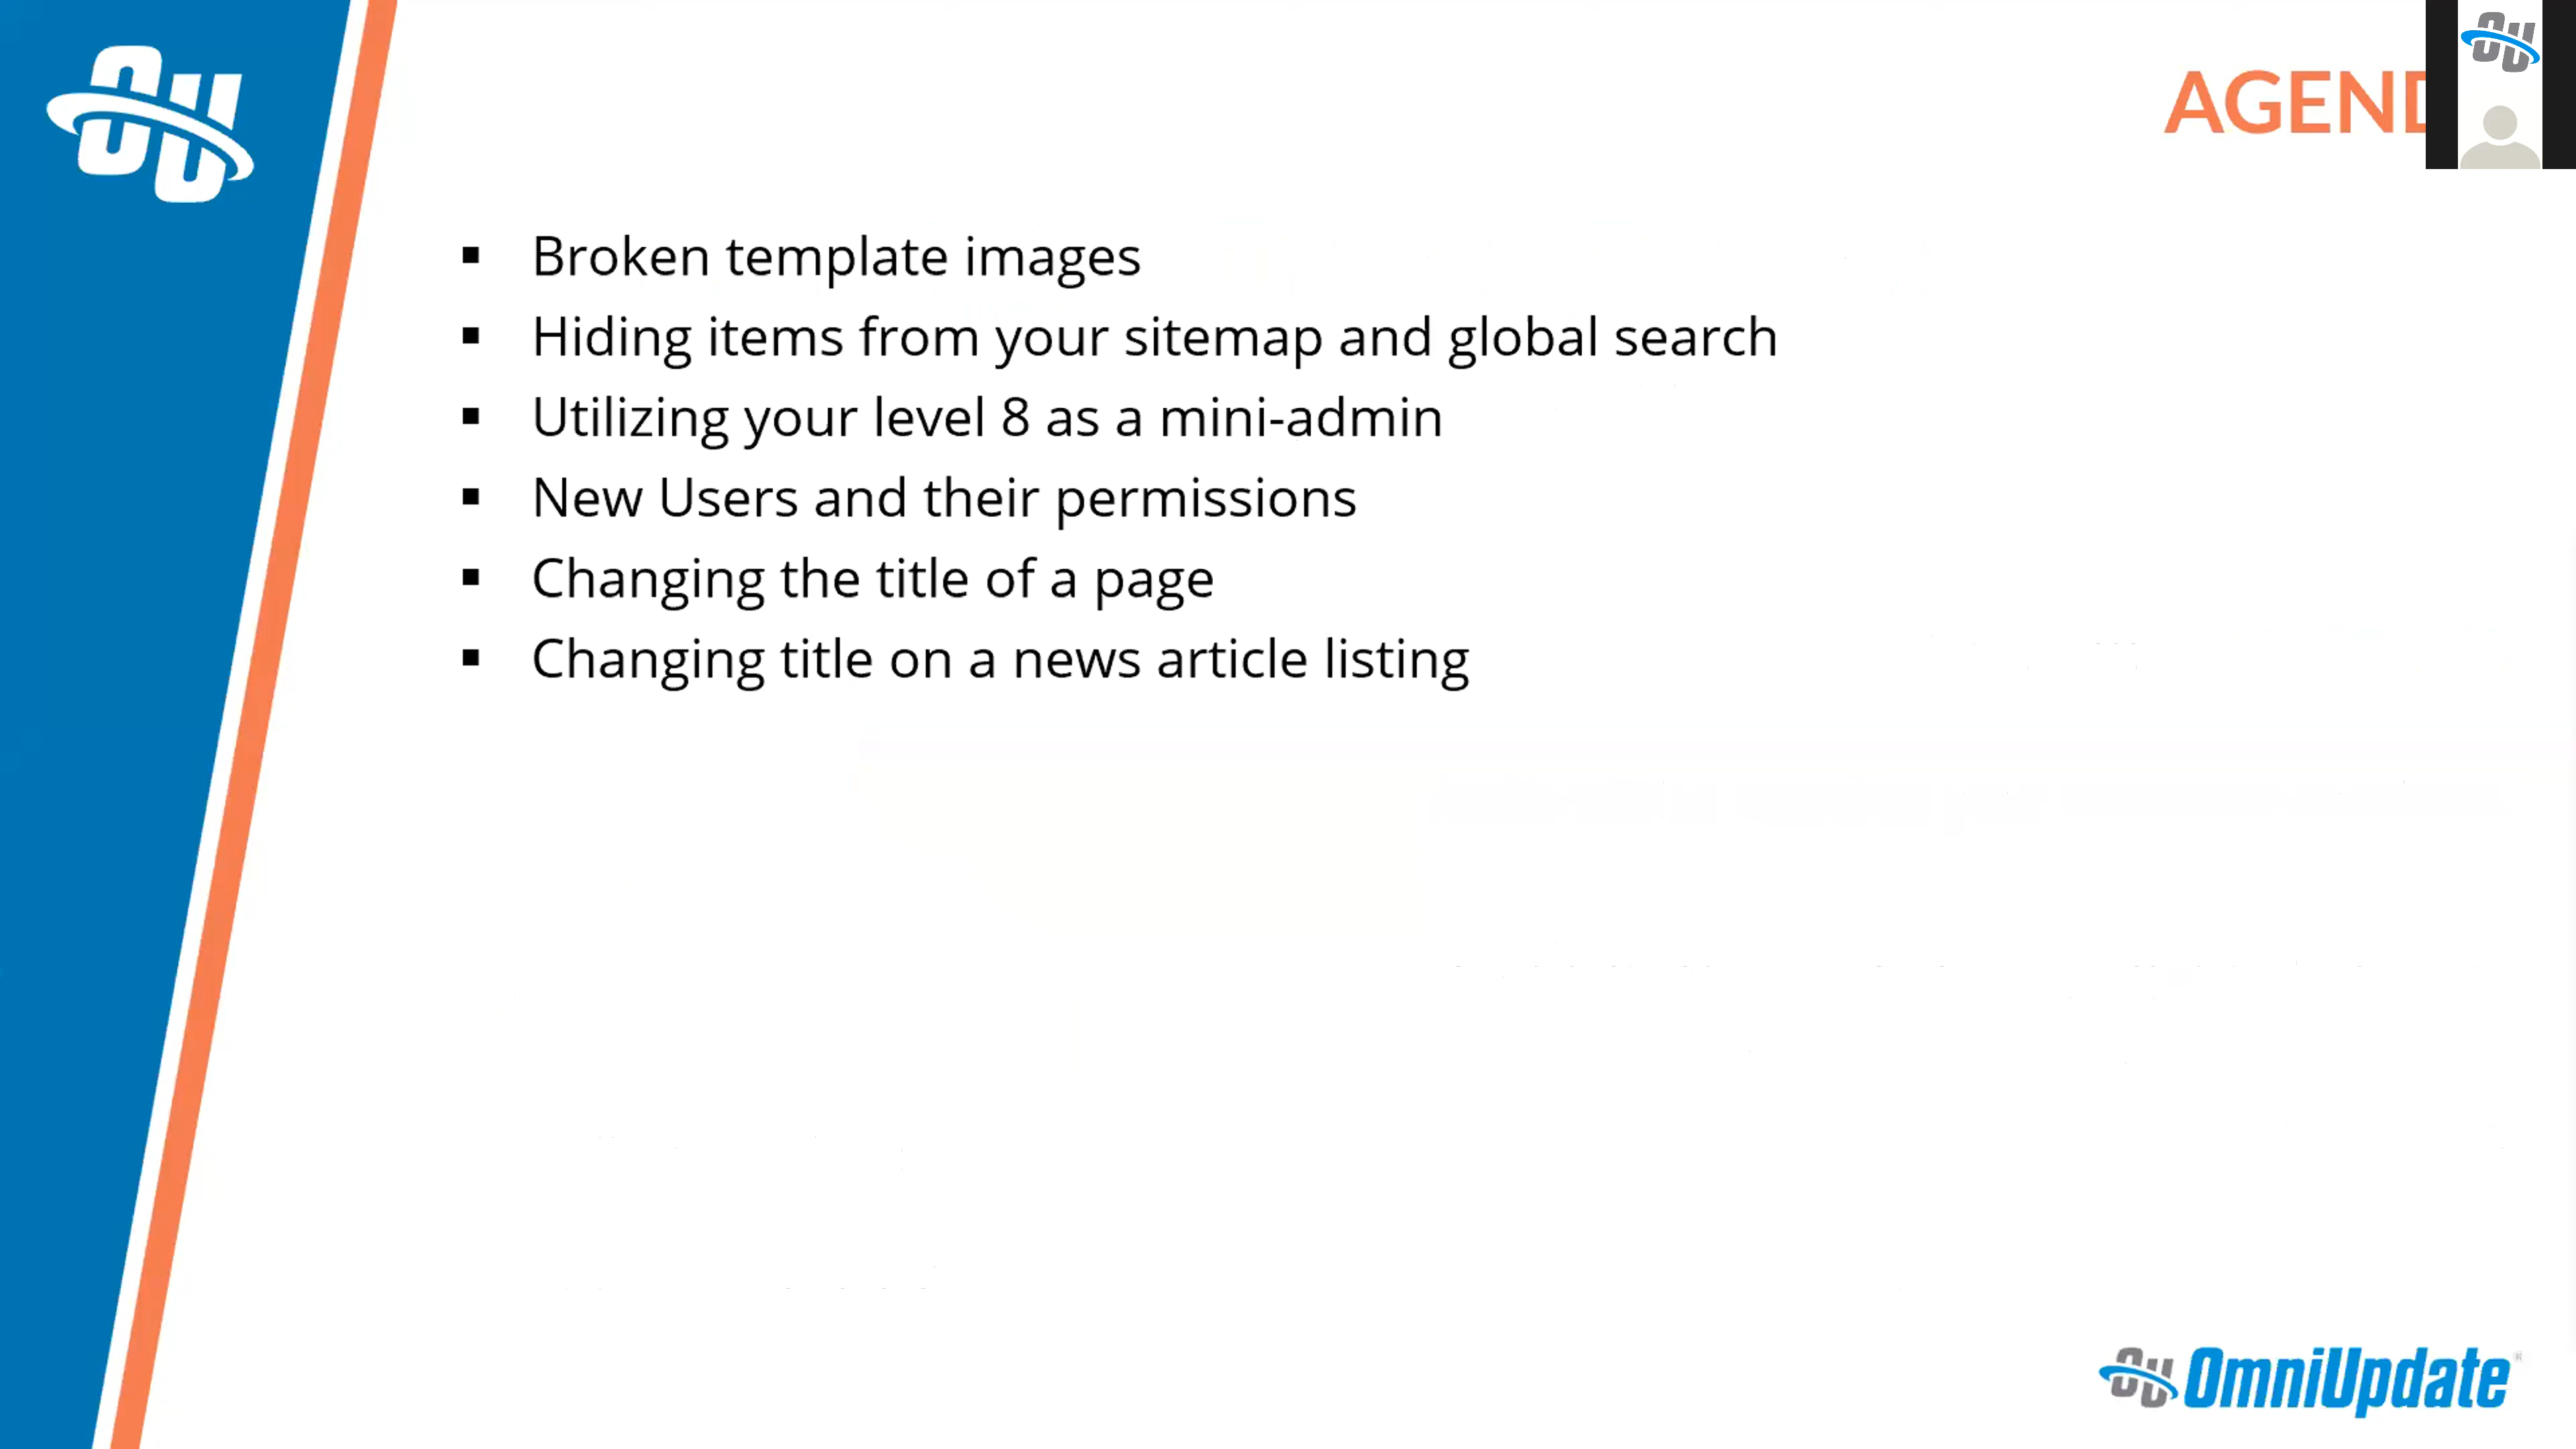 OU
AGEND
OU
▪ Broken template images
▪ Hiding items from your sitemap and global search
▪ Utilizing your level 8 as a mini-admin
▪ New Users and their permissions
▪ Changing the title of a page
▪ Changing title on a news article listing
OU OmniUpdate®